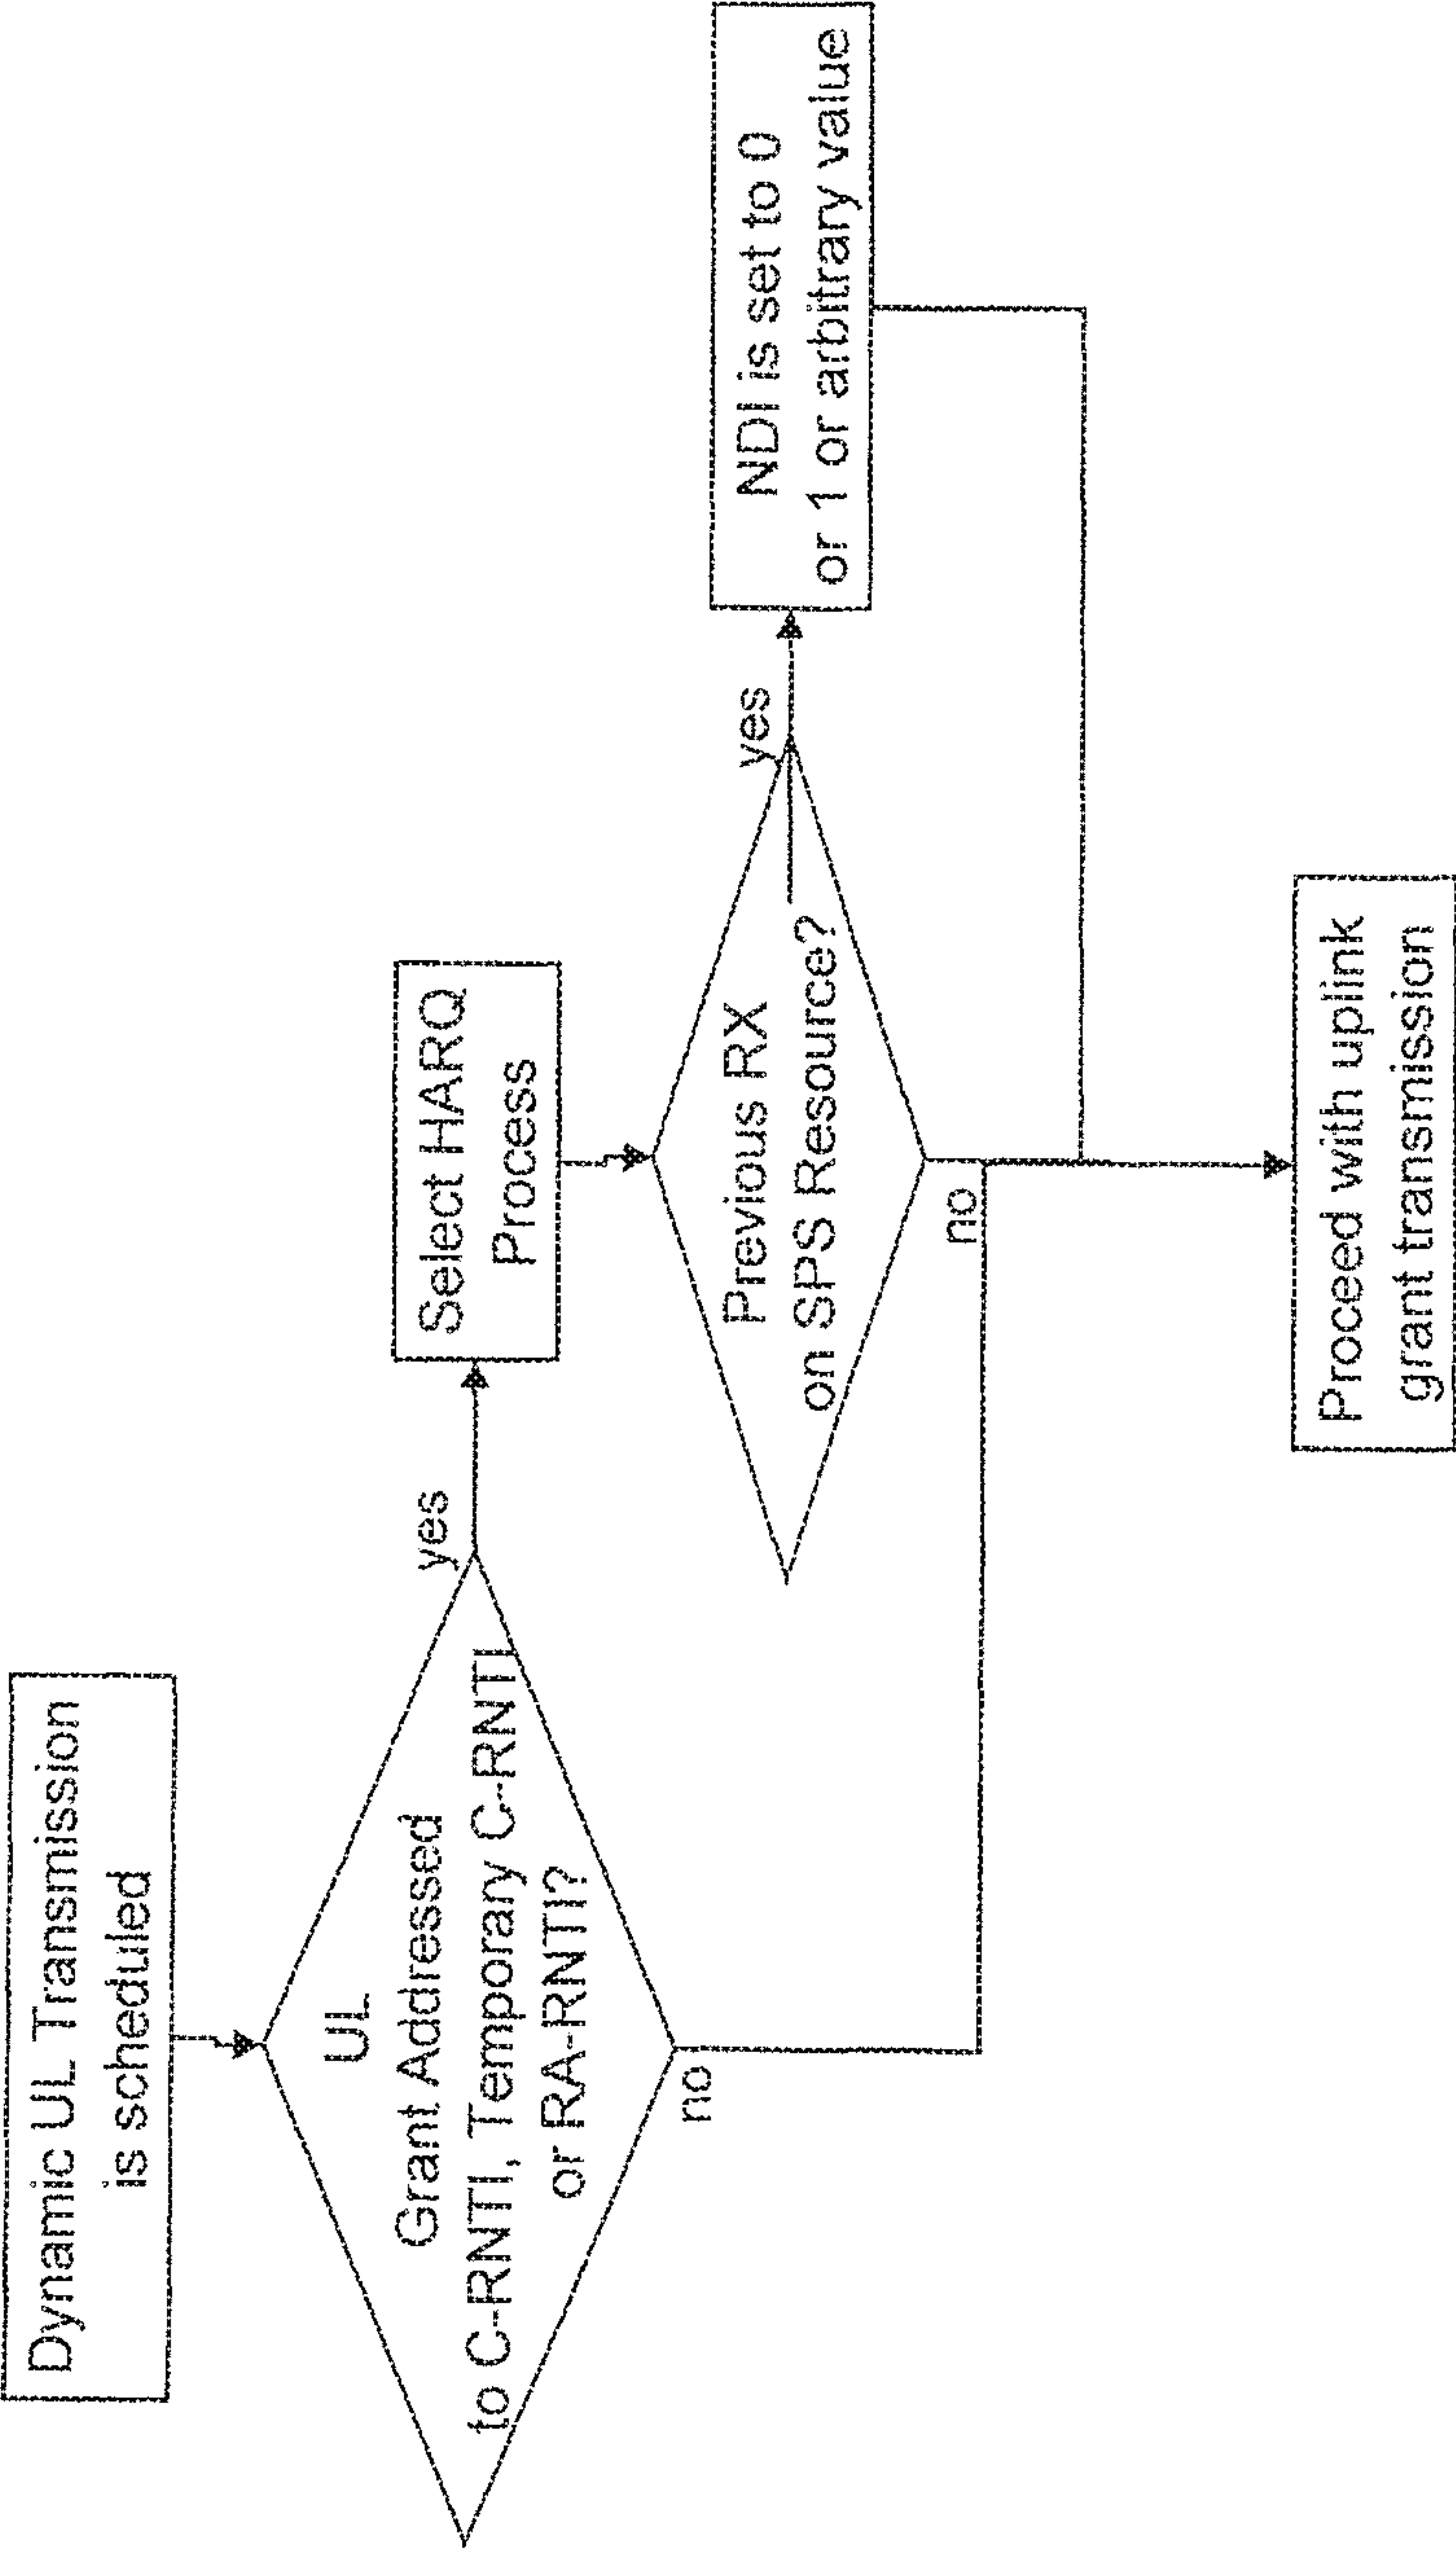 Dynamic UL Transmission
is scheduled
UL
Grant Addressed
to C-RNTI, Temporary C-RNTI
or RA-RNTI?
yes
no
Select HARQ
Process
Previous RX
on SPS Resource?
yes
no
NDI is set to 0
or 1 or arbitrary value
Proceed with uplink
grant transmission